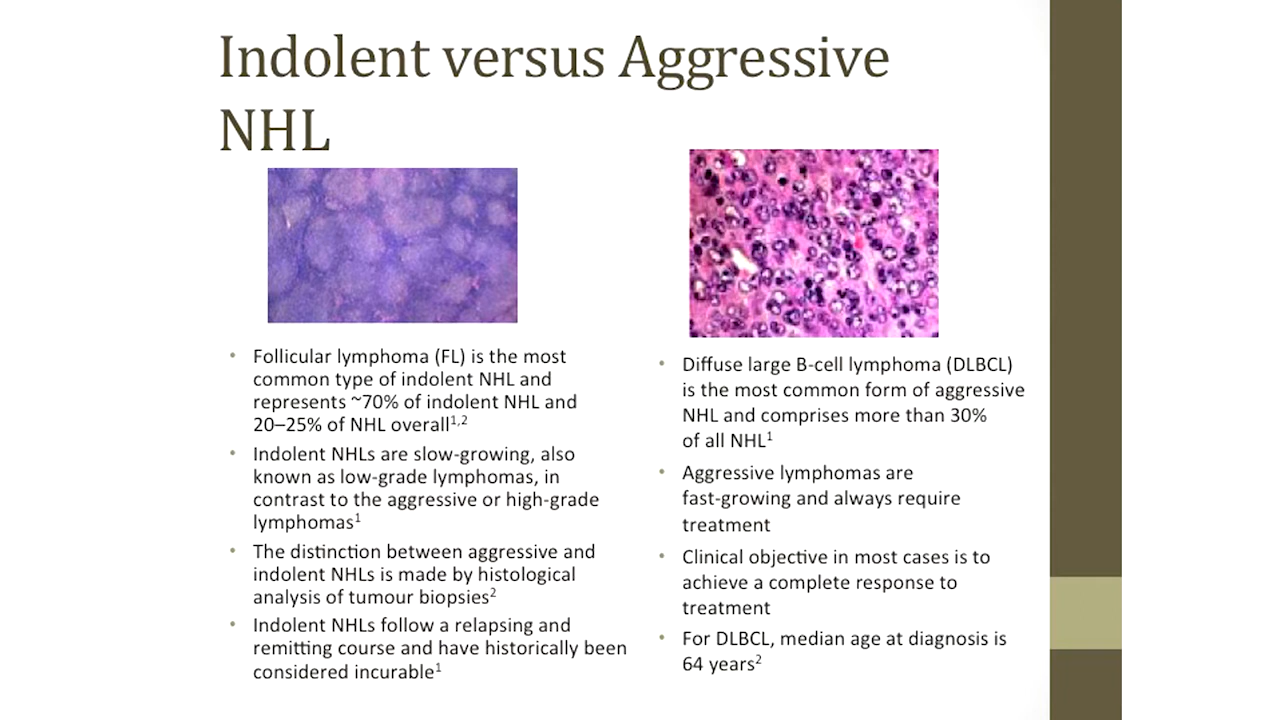 Indolent versus Aggressive
NHL
• Follicular lymphoma (FL) is the most
common type of indolent NHL and
represents ~70% of indolent NHL and
20–25% of NHL overall1,2
• Indolent NHLs are slow-growing, also
known as low-grade lymphomas, in
contrast to the aggressive or high-grade
lymphomas1
• The distinction between aggressive and
indolent NHLs is made by histological
analysis of tumour biopsies2
• Indolent NHLs follow a relapsing and
remitting course and have historically been
considered incurable1
• Diffuse large B-cell lymphoma (DLBCL)
is the most common form of aggressive
NHL and comprises more than 30%
of all NHL1
• Aggressive lymphomas are
fast-growing and always require
treatment
• Clinical objective in most cases is to
achieve a complete response to
treatment
• For DLBCL, median age at diagnosis is
64 years2